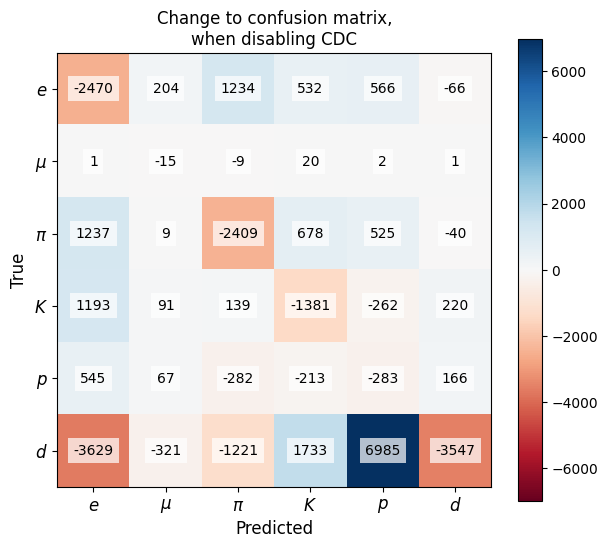 Change to confusion matrix,
when disabling CDC
e -2470 204 1234 532 566 -66
μ 1 -15 -9 20 2 1
π 1237 9 -2409 678 525 -40
K 1193 91 139 -1381 -262 220
p 545 67 -282 -213 -283 166
d -3629 -321 -1221 1733 6985 -3547
e μ π K p d
True
Predicted
6000
4000
2000
0
−2000
−4000
−6000